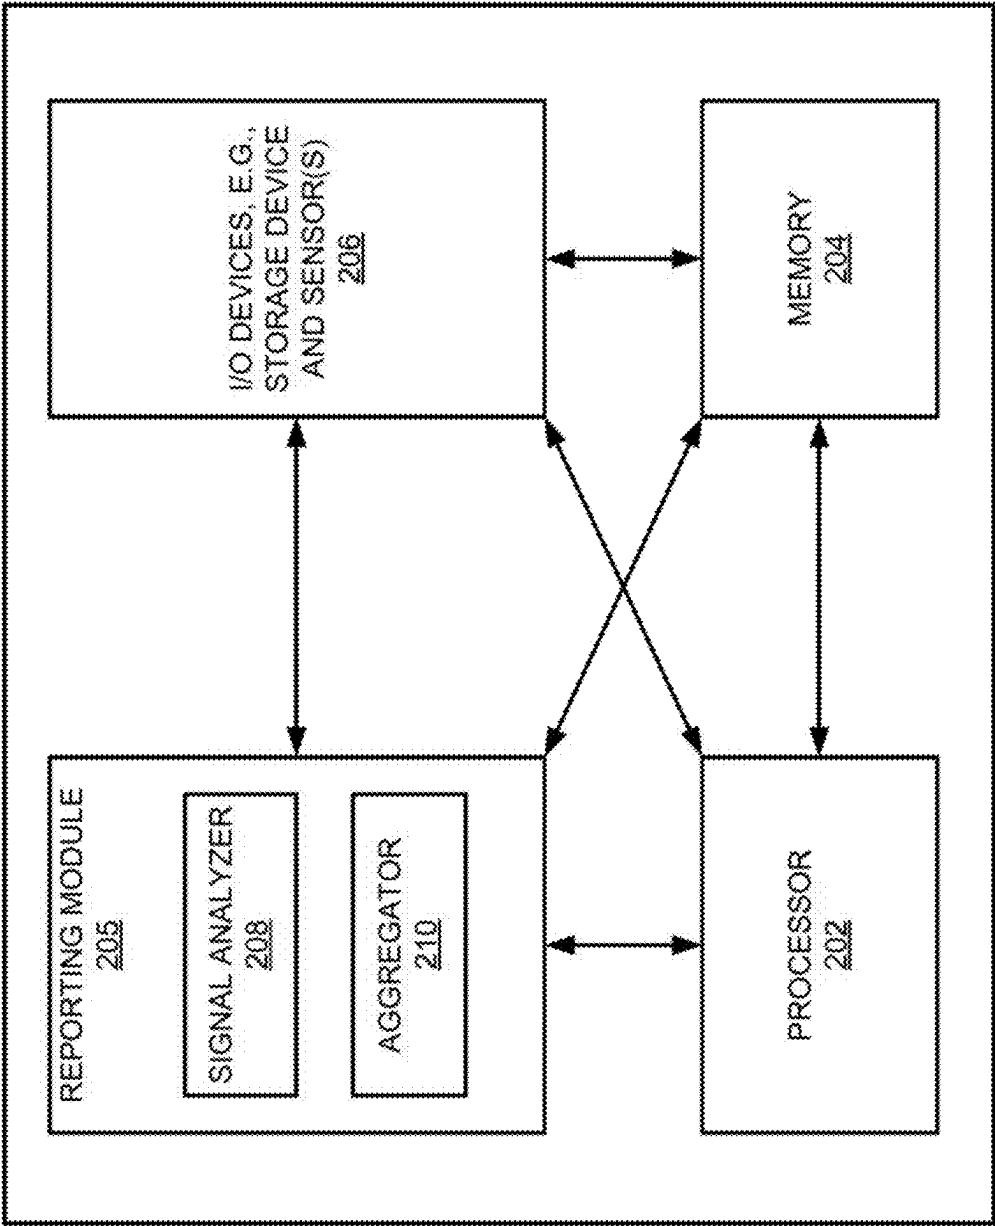 REPORTING MODULE
205
SIGNAL ANALYZER
208
AGGREGATOR
210
I/O DEVICES, E.G.,
STORAGE DEVICE
AND SENSOR(S)
206
PROCESSOR
202
MEMORY
204